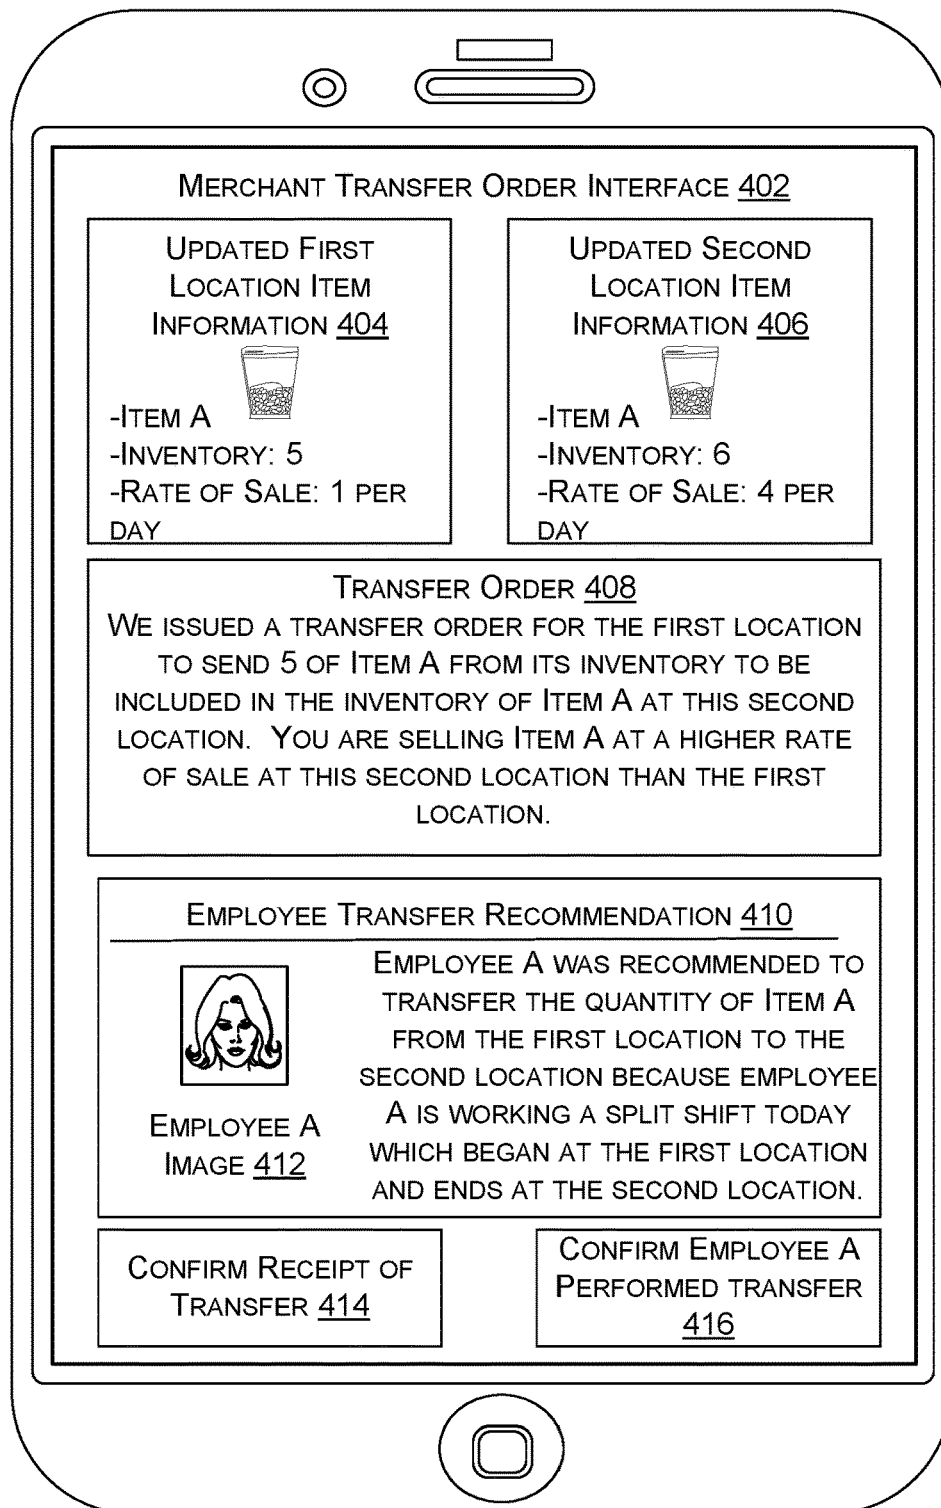 MERCHANT TRANSFER ORDER INTERFACE 402
UPDATED FIRST
LOCATION ITEM
INFORMATION 404
-ITEM A
-INVENTORY: 5
-RATE OF SALE: 1 PER
DAY
UPDATED SECOND
LOCATION ITEM
INFORMATION 406
-ITEM A
-INVENTORY: 6
-RATE OF SALE: 4 PER
DAY
TRANSFER ORDER 408
WE ISSUED A TRANSFER ORDER FOR THE FIRST LOCATION
TO SEND 5 OF ITEM A FROM ITS INVENTORY TO BE
INCLUDED IN THE INVENTORY OF ITEM A AT THIS SECOND
LOCATION. YOU ARE SELLING ITEM A AT A HIGHER RATE
OF SALE AT THIS SECOND LOCATION THAN THE FIRST
LOCATION.
EMPLOYEE TRANSFER RECOMMENDATION 410
EMPLOYEE A
IMAGE 412
EMPLOYEE A WAS RECOMMENDED TO
TRANSFER THE QUANTITY OF ITEM A
FROM THE FIRST LOCATION TO THE
SECOND LOCATION BECAUSE EMPLOYEE
A IS WORKING A SPLIT SHIFT TODAY
WHICH BEGAN AT THE FIRST LOCATION
AND ENDS AT THE SECOND LOCATION.
CONFIRM RECEIPT OF
TRANSFER 414
CONFIRM EMPLOYEE A
PERFORMED TRANSFER
416